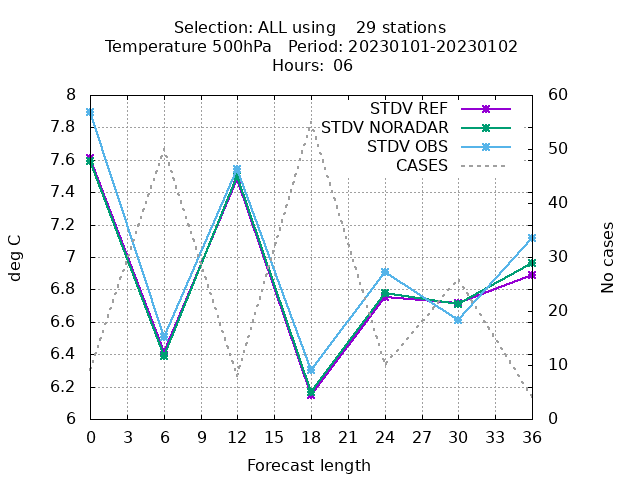 Selection: ALL using    29 stations
Temperature 500hPa   Period: 20230101-20230102
Hours:  06
8
7.8
7.6
7.4
7.2
7
6.8
6.6
6.4
6.2
6
deg C
STDV REF
STDV NORADAR
STDV OBS
CASES
60
50
40
30
20
10
0
No cases
0 3 6 9 12 15 18 21 24 27 30 33 36
Forecast length